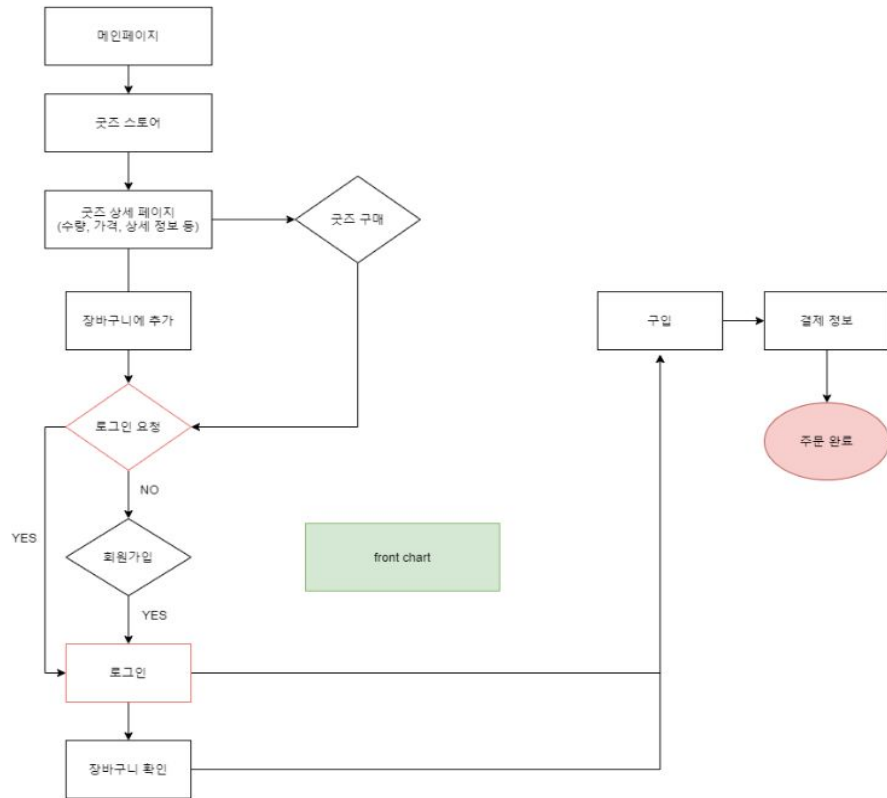 메인페이지
굿즈 스토어
굿즈 상세 페이지
(수량, 가격, 상세 정보 등)
굿즈 구매
장바구니에 추가
구입
결제 정보
로그인 요청
주문 완료
NO
YES
회원가입
front chart
YES
로그인
장바구니 확인